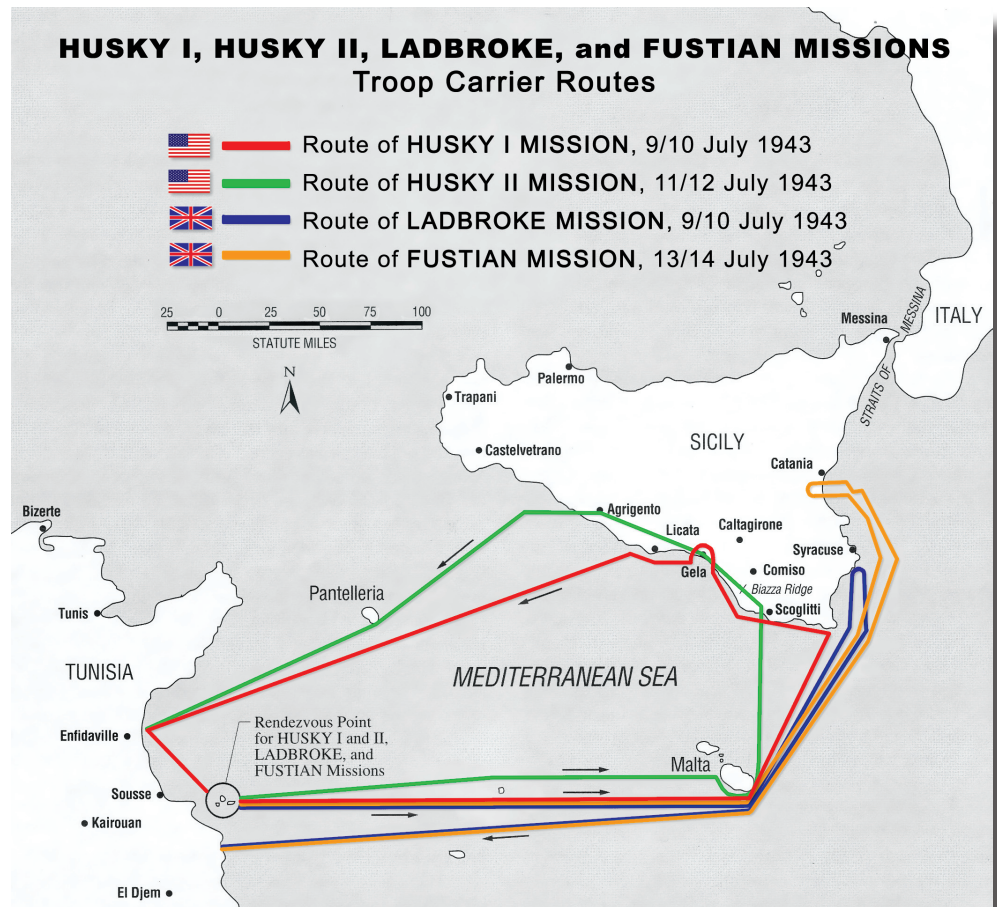 HUSKY I, HUSKY II, LADBROKE, and FUSTIAN MISSIONS
Troop Carrier Routes
Route of HUSKY I MISSION, 9/10 July 1943
Route of HUSKY II MISSION, 11/12 July 1943
Route of LADBROKE MISSION, 9/10 July 1943
Route of FUSTIAN MISSION, 13/14 July 1943
25 0 25 50 75 100
STATUTE MILES
N
Messina
STRAITS OF MESSINA
ITALY
Palermo
Trapani
SICILY
Castelvetrano
Catania
Bizerte
Agrigento
Licata
Caltagirone
Syracuse
Gela
Comiso
Biazza Ridge
Pantelleria
Scoglitti
Tunis
TUNISIA
MEDITERRANEAN SEA
Enfidaville
Rendezvous Point
for HUSKY I and II,
LADBROKE, and
FUSTIAN Missions
Malta
Sousse
Kairouan
El Djem